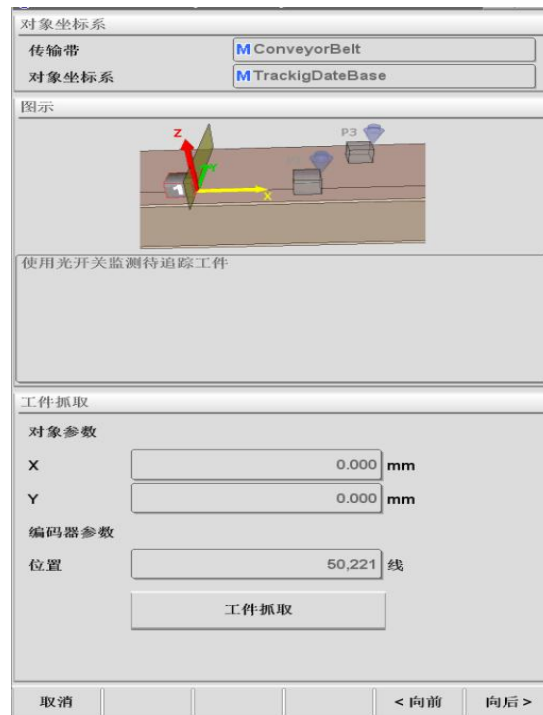 对象坐标系
传输带 M ConveyorBelt
对象坐标系 M TrackigDateBase
图示
Z
P3
Y
X
1
使用光开关监测待追踪工件
工件抓取
对象参数
X 0.000 mm
Y 0.000 mm
编码器参数
位置 50,221 线
工件抓取
取消 <向前 向后>